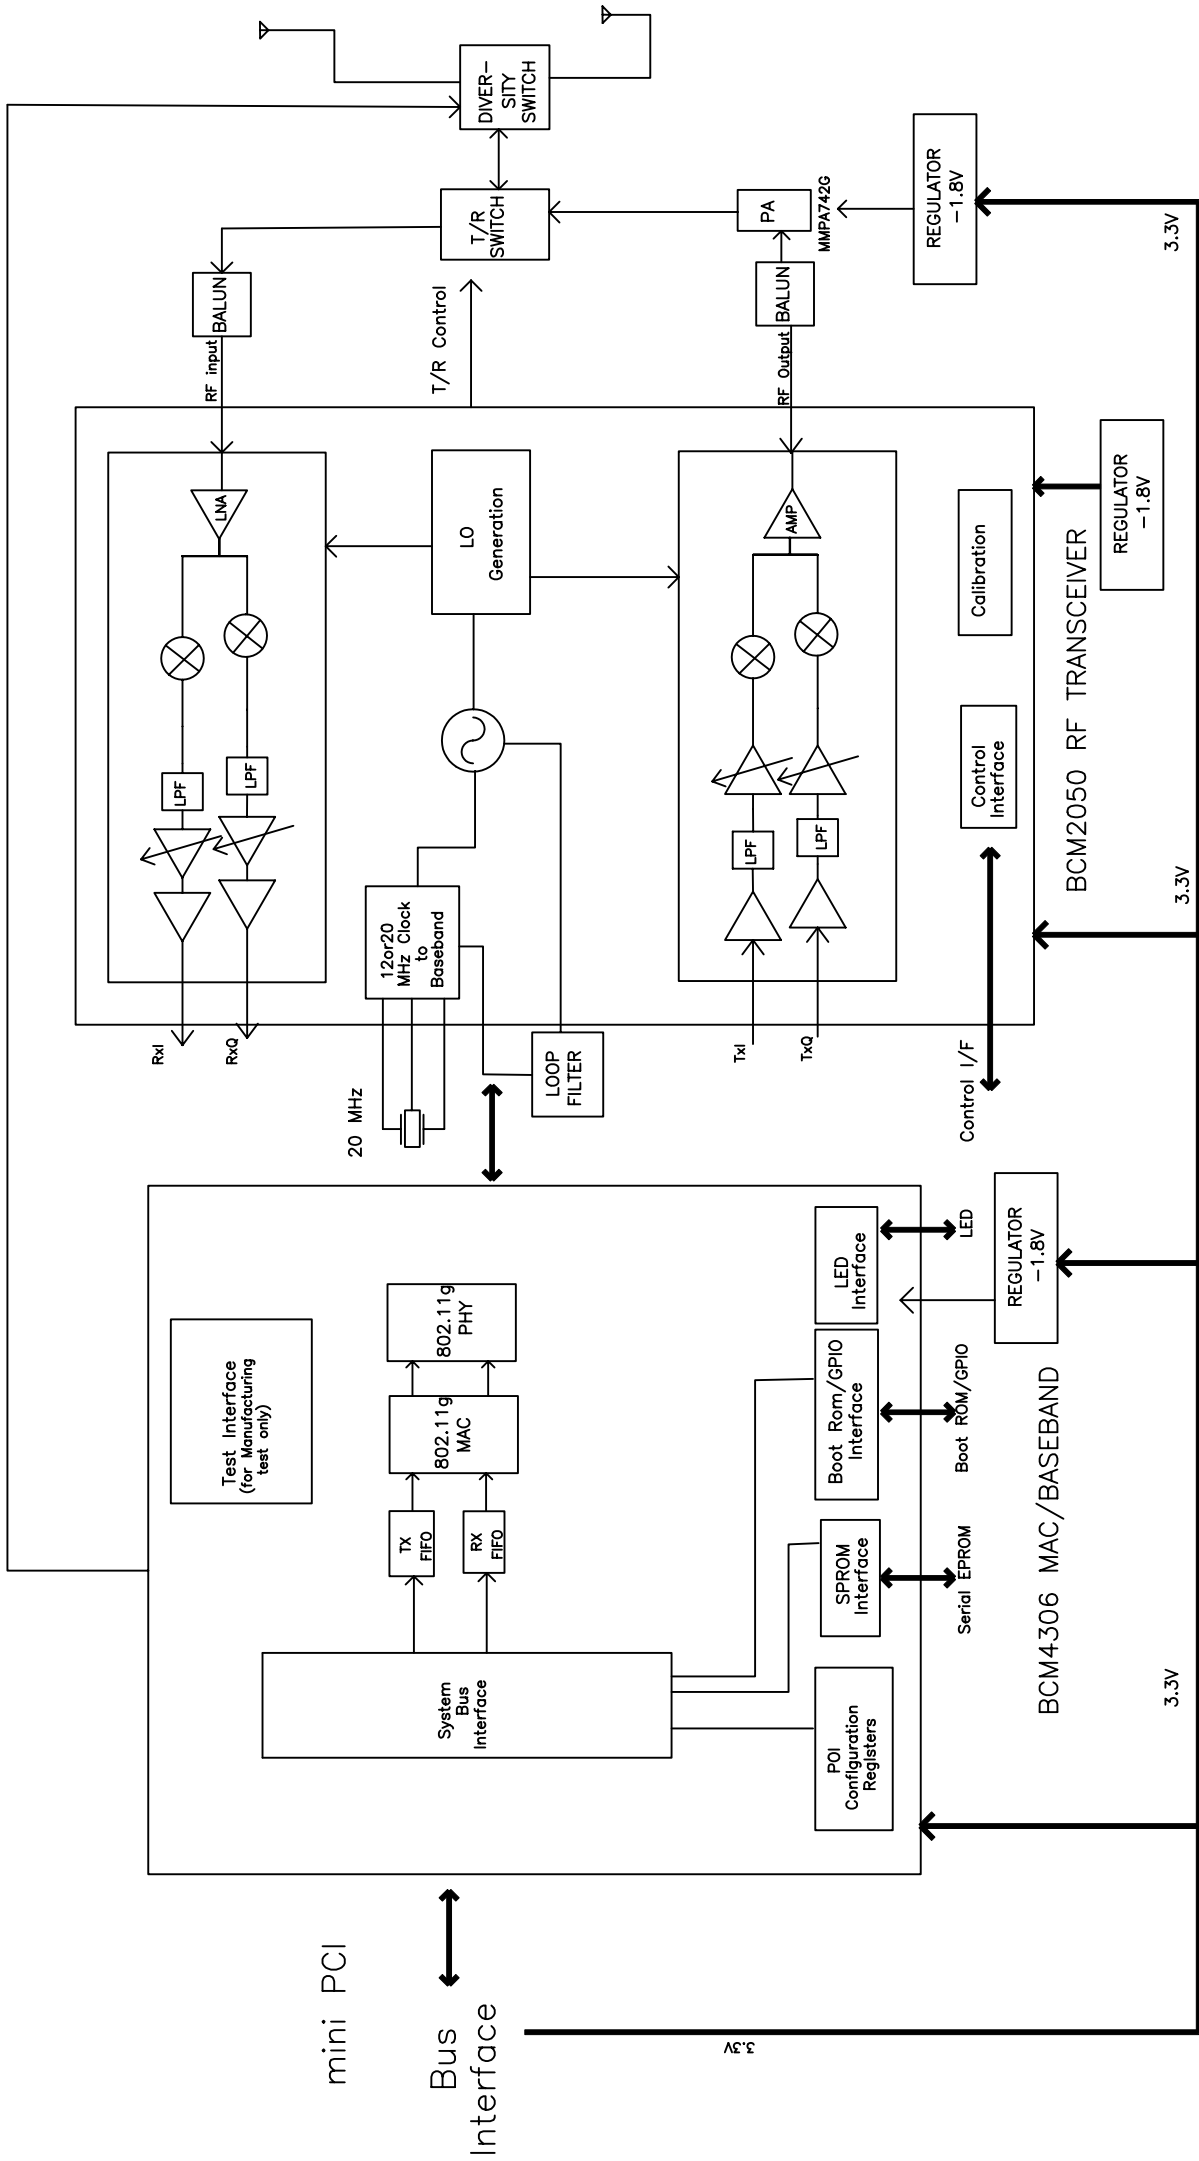 mini PCI
Bus
Interface
3.3V
Test Interface
(for Manufacturing
test only)
System
Bus
Interface
TX
FIFO
RX
FIFO
802.11g
MAC
802.11g
PHY
POI
Configuration
Registers
SPROM
Interface
Boot Rom/GPIO
Interface
LED
Interface
Serial EPROM
Boot ROM/GPIO
LED
REGULATOR
-1.8V
BCM4306 MAC/BASEBAND
3.3V
20 MHz
LOOP
FILTER
RxI
RxQ
12or20
MHz Clock
to
Baseband
LPF
LPF
LNA
LO
Generation
TxI
TxQ
LPF
LPF
AMP
Control I/F
Control
Interface
Calibration
BCM2050 RF TRANSCEIVER
REGULATOR
-1.8V
3.3V
RF input
BALUN
T/R Control
T/R
SWITCH
DIVER-
SITY
SWITCH
RF Output
BALUN
PA
MMPA742G
REGULATOR
-1.8V
3.3V